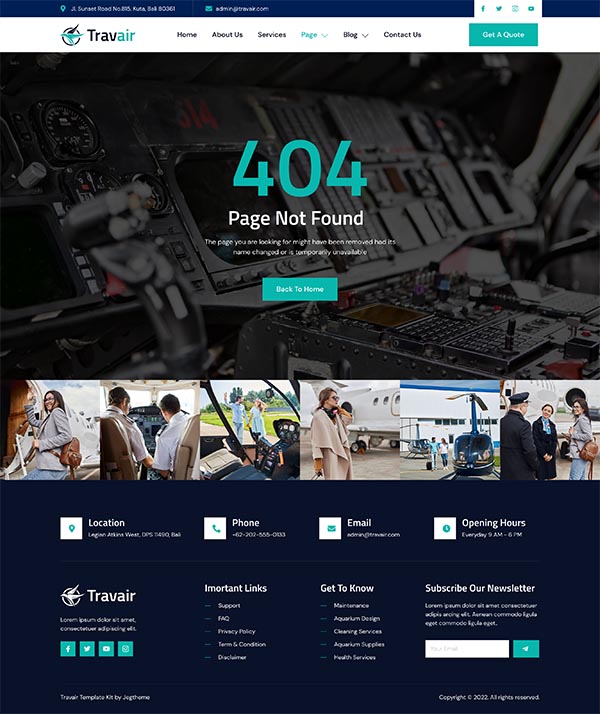 Jl. Sunset Road No.815, Kuta, Bali 80361
admin@travair.com
Travair
Home About Us Services Page Blog Contact Us
Get A Quote
404
Page Not Found
The page you are looking for might have been removed had its
name changed or is temporarily unavailable
Back To Home
Location
Legian Atkins West, DPS 11490, Bali
Phone
+62-202-555-0133
Email
admin@travair.com
Opening Hours
Everyday 9 AM - 6 PM
Travair
Lorem ipsum dolor sit amet,
consectetuer adipiscing elit.
Imortant Links
Support
FAQ
Privacy Policy
Term & Condition
Disclaimer
Get To Know
Maintenance
Aquarium Design
Cleaning Services
Aquarium Supplies
Health Services
Subscribe Our Newsletter
Lorem ipsum dolor sit amet consectetuer
adipiscing elit. Aenean commodo ligula
eget commodo ligula eget.
Your Email
Travair Template Kit by Jegtheme
Copyright © 2022. All rights reserved.